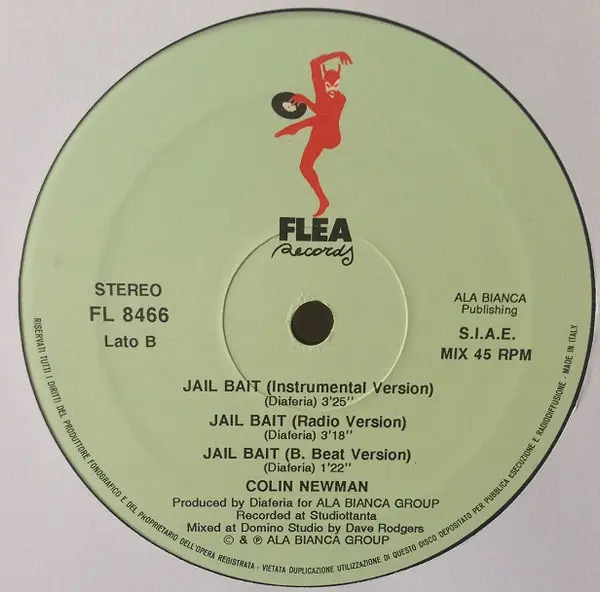 FLEA
Records
STEREO
FL 8466
Lato B
ALA BIANCA
Publishing
S.I.A.E.
MIX 45 RPM
JAIL BAIT (Instrumental Version)
(Diaferia) 3'25''
JAIL BAIT (Radio Version)
(Diaferia) 3'18''
JAIL BAIT (B. Beat Version)
(Diaferia) 1'22''
COLIN NEWMAN
Produced by Diaferia for ALA BIANCA GROUP
Recorded at Studiottanta
Mixed at Domino Studio by Dave Rodgers
© & ℗ ALA BIANCA GROUP
RISERVATI TUTTI I DIRITTI DEL PRODUTTORE FONOGRAFICO E DEL PROPRIETARIO DELL'OPERA REGISTRATA - VIETATA DUPLICAZIONE UTILIZZAZIONE DI QUESTO DISCO DEPOSITATO PER PUBBLICA ESECUZIONE E RADIODIFFUSIONE - MADE IN ITALY